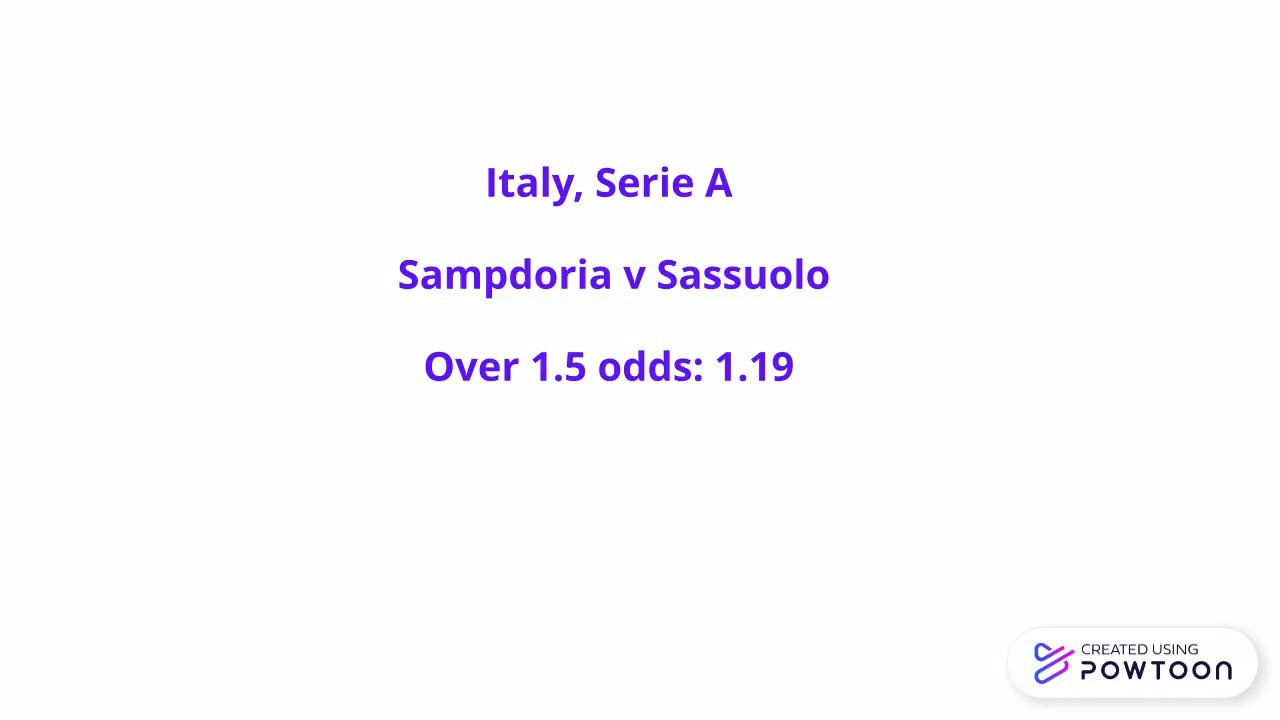 Italy, Serie A
Sampdoria v Sassuolo
Over 1.5 odds: 1.19
CREATED USING
POWTOON